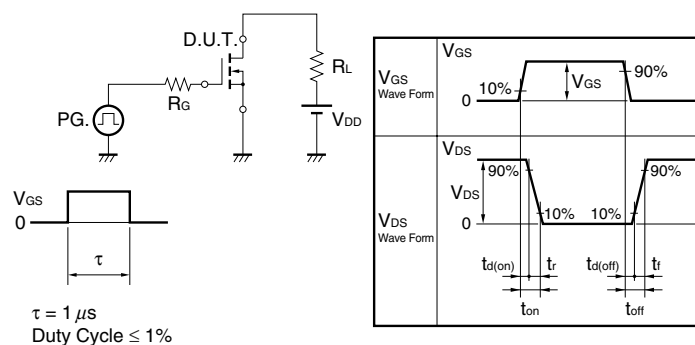 D.U.T.
RL
RG
PG.
VDD
VGS
0
τ
τ = 1 μs
Duty Cycle ≤ 1%
VGS
Wave Form
VGS
10%
VGS
90%
0
VDS
Wave Form
VDS
90%
VDS
10%
10%
90%
0
td(on)
tr
td(off)
tf
ton
toff